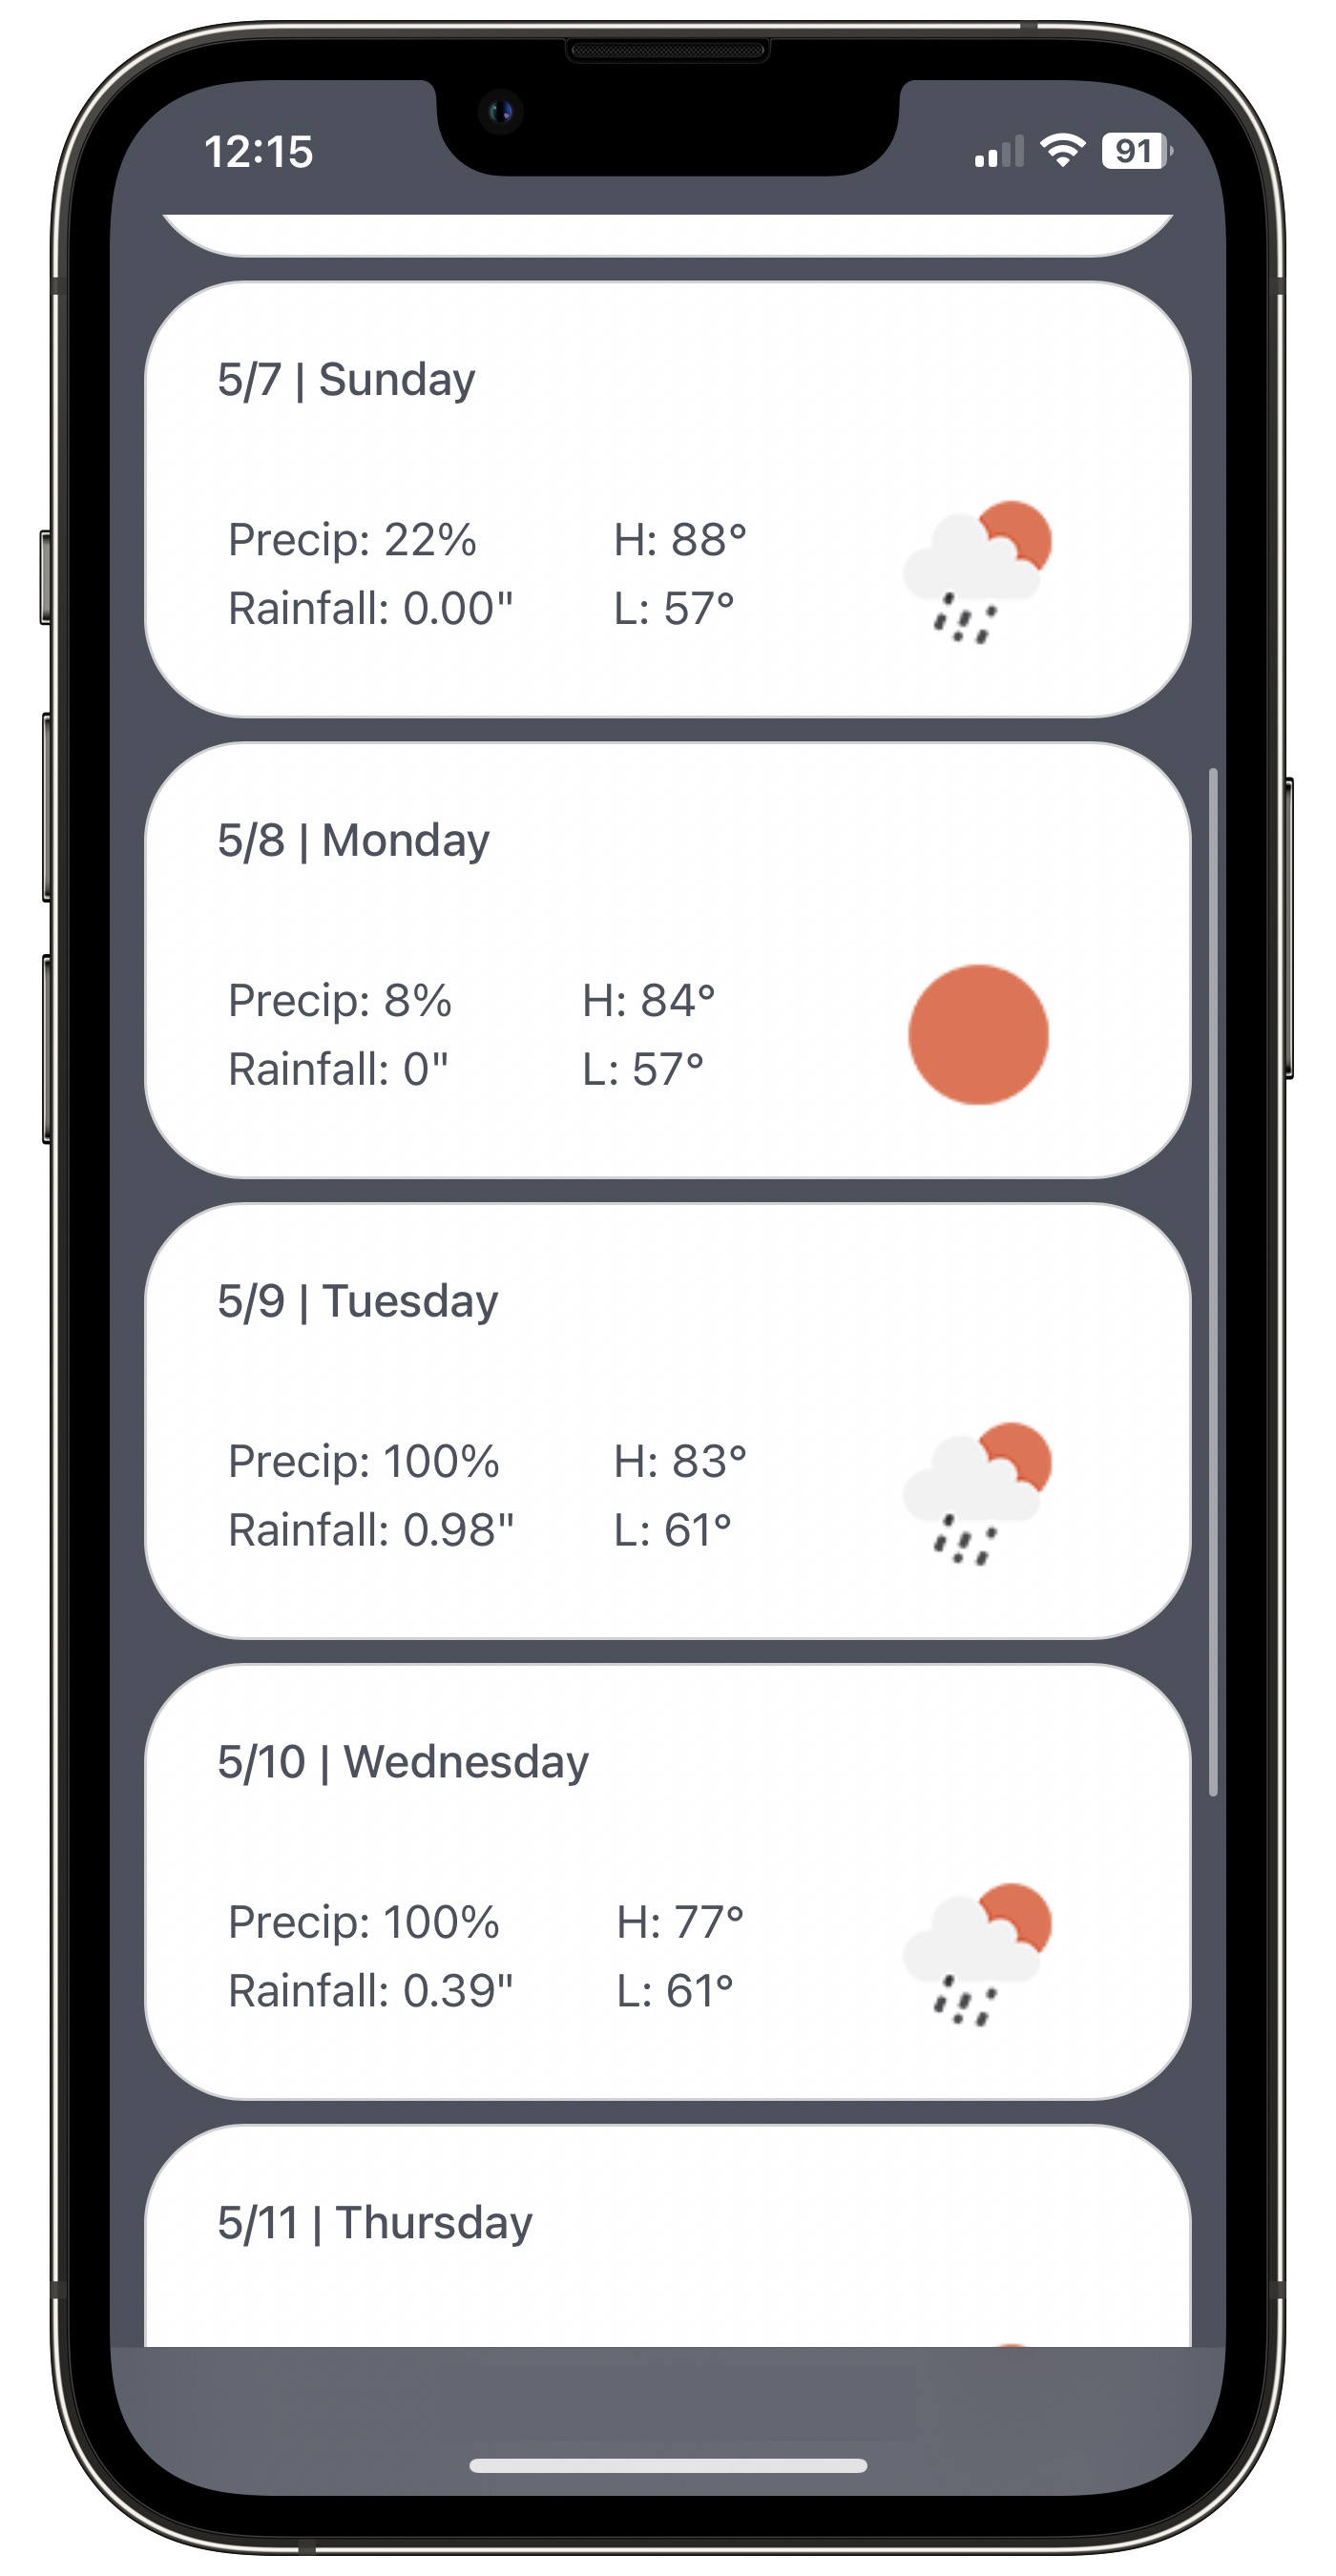 12:15
91
5/7 | Sunday
Precip: 22% H: 88°
Rainfall: 0.00" L: 57°
5/8 | Monday
Precip: 8% H: 84°
Rainfall: 0" L: 57°
5/9 | Tuesday
Precip: 100% H: 83°
Rainfall: 0.98" L: 61°
5/10 | Wednesday
Precip: 100% H: 77°
Rainfall: 0.39" L: 61°
5/11 | Thursday